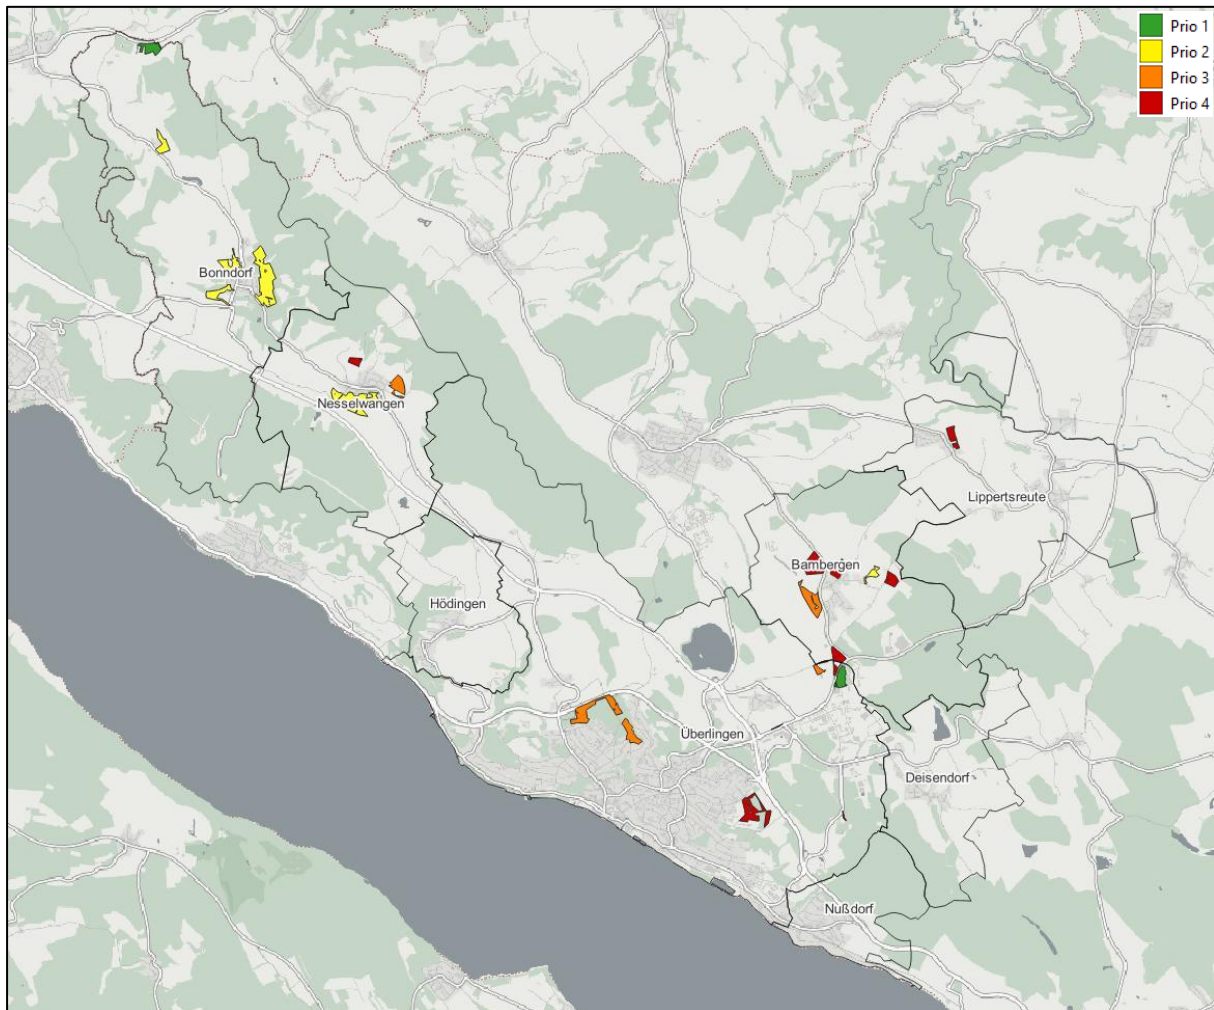 Prio 1
Prio 2
Prio 3
Prio 4
Bonndorf
Nesselwangen
Lippertsreute
Bambergen
Hödingen
Überlingen
Deisendorf
Nußdorf